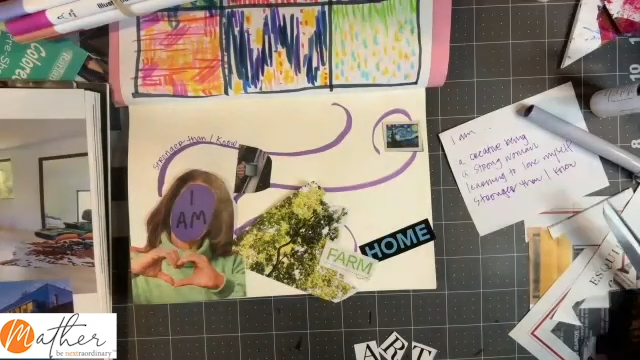 Stronger than I know
I AM
FARM
HOME
ART
I am...
a creative being
a strong woman
learning to love myself
stronger than I know
ESQUI
Mather
be nextraordinary